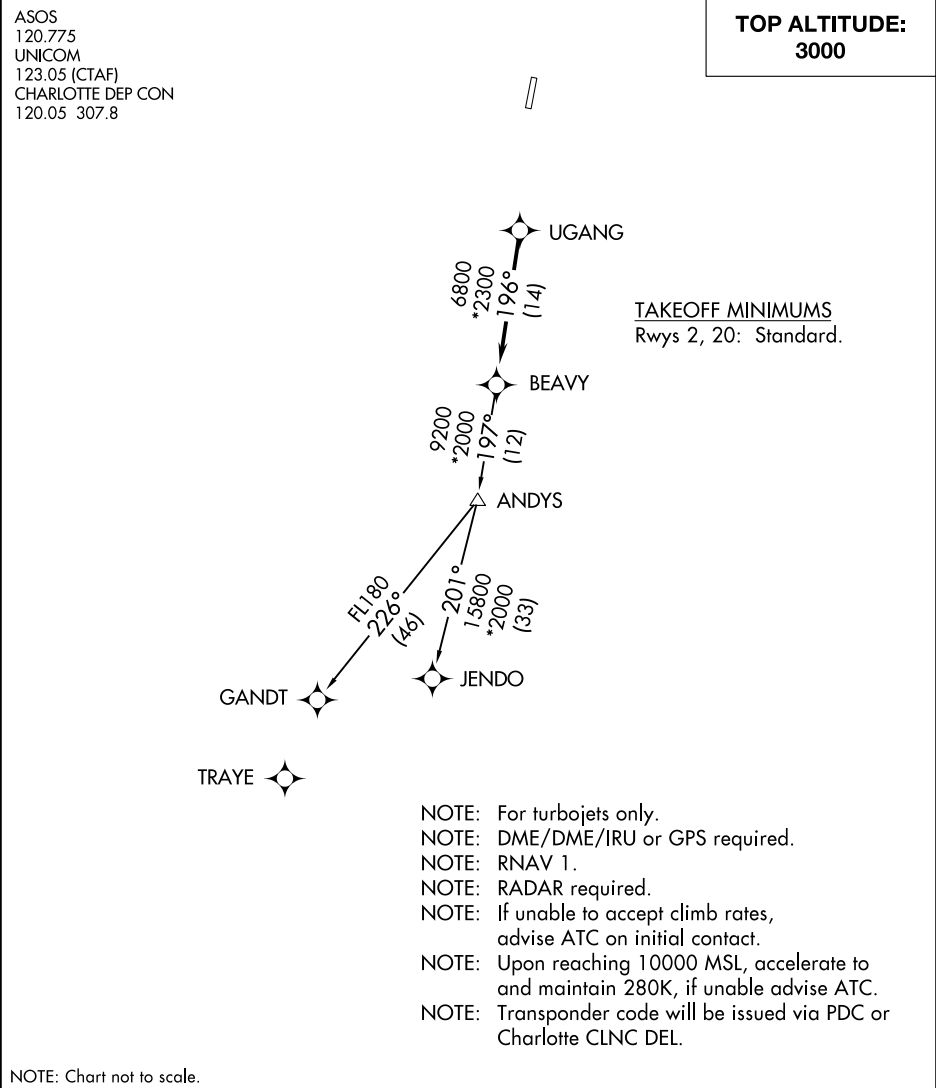 ASOS
120.775
UNICOM
123.05 (CTAF)
CHARLOTTE DEP CON
120.05 307.8
TOP ALTITUDE:
3000
UGANG
6800
*2300
196°
(14)
TAKEOFF MINIMUMS
Rwys 2, 20: Standard.
BEAVY
9200
*2000
197°
(12)
ANDYS
FL180
226°
(46)
201°
15800
*2000
(33)
GANDT
JENDO
TRAYE
NOTE: For turbojets only.
NOTE: DME/DME/IRU or GPS required.
NOTE: RNAV 1.
NOTE: RADAR required.
NOTE: If unable to accept climb rates,
advise ATC on initial contact.
NOTE: Upon reaching 10000 MSL, accelerate to
and maintain 280K, if unable advise ATC.
NOTE: Transponder code will be issued via PDC or
Charlotte CLNC DEL.
NOTE: Chart not to scale.